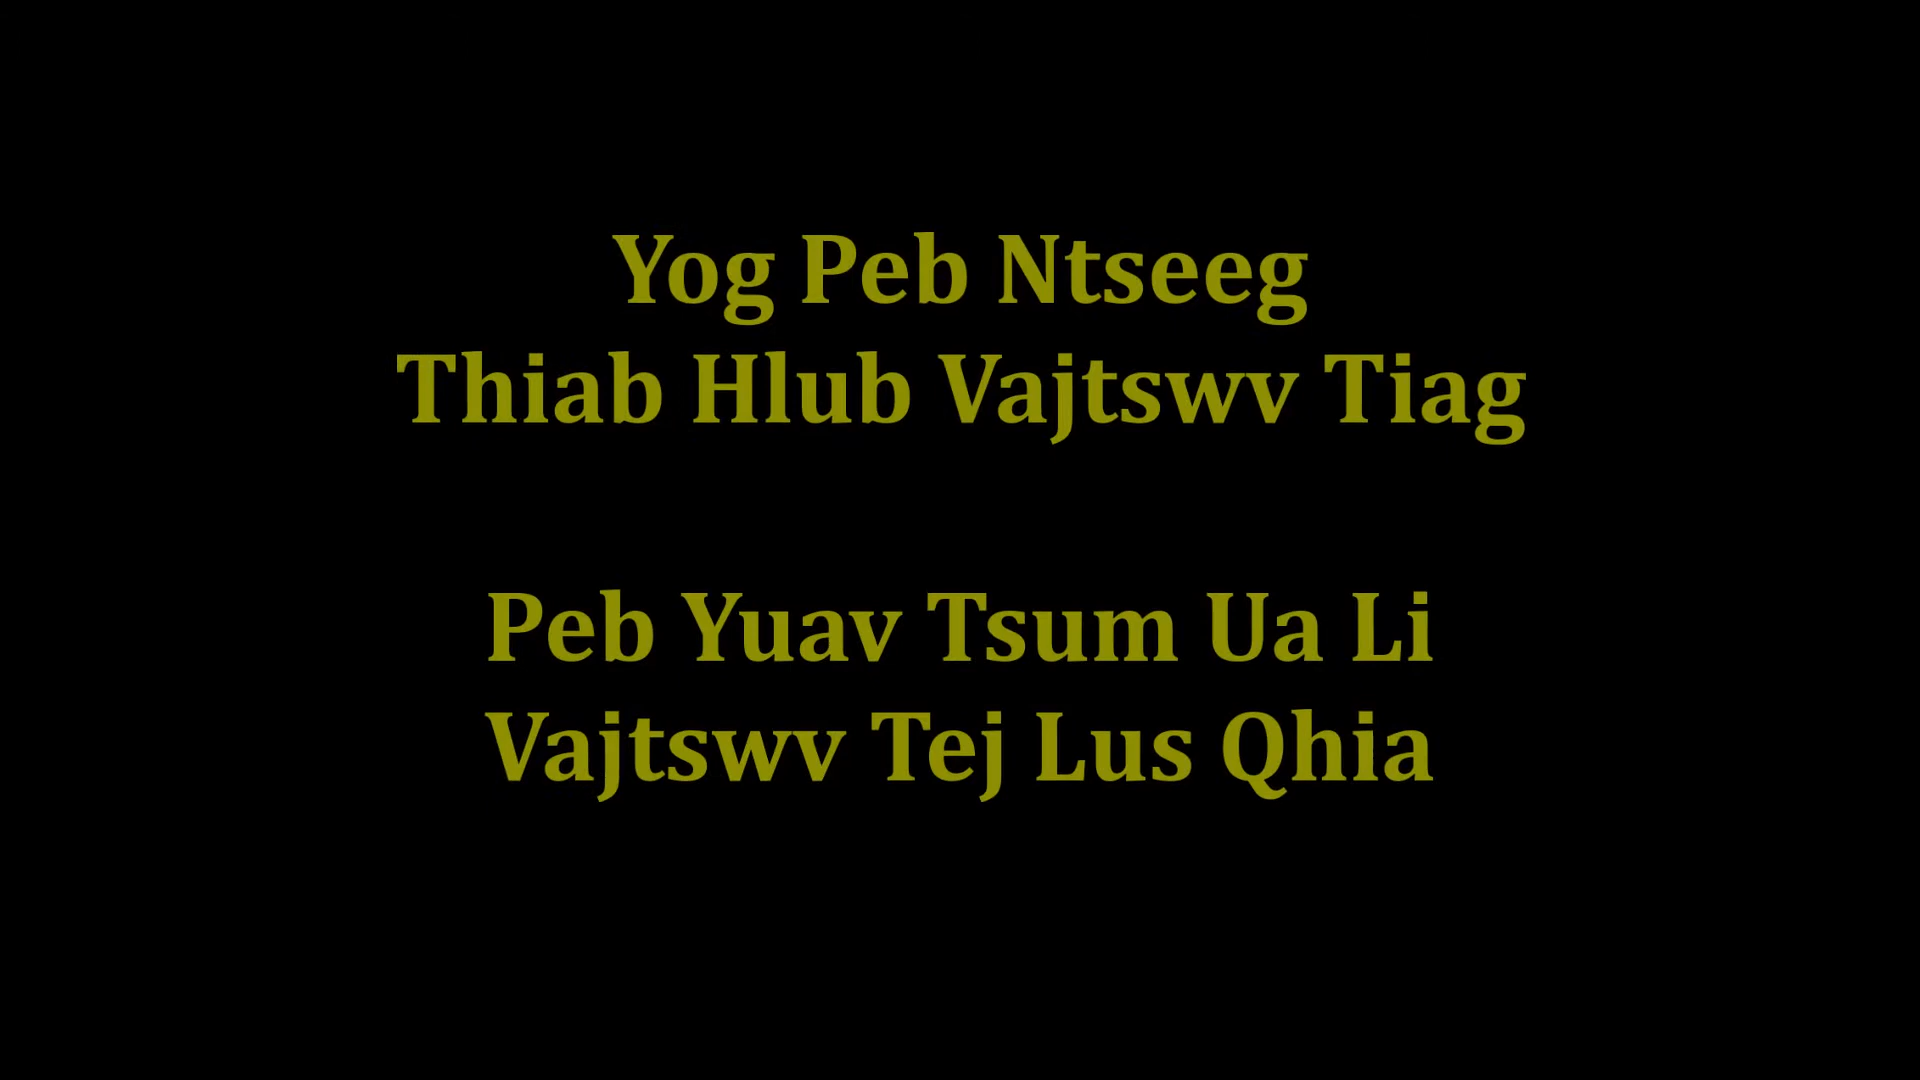 Yog Peb Ntseeg
Thiab Hlub Vajtswv Tiag
Peb Yuav Tsum Ua Li
Vajtswv Tej Lus Qhia